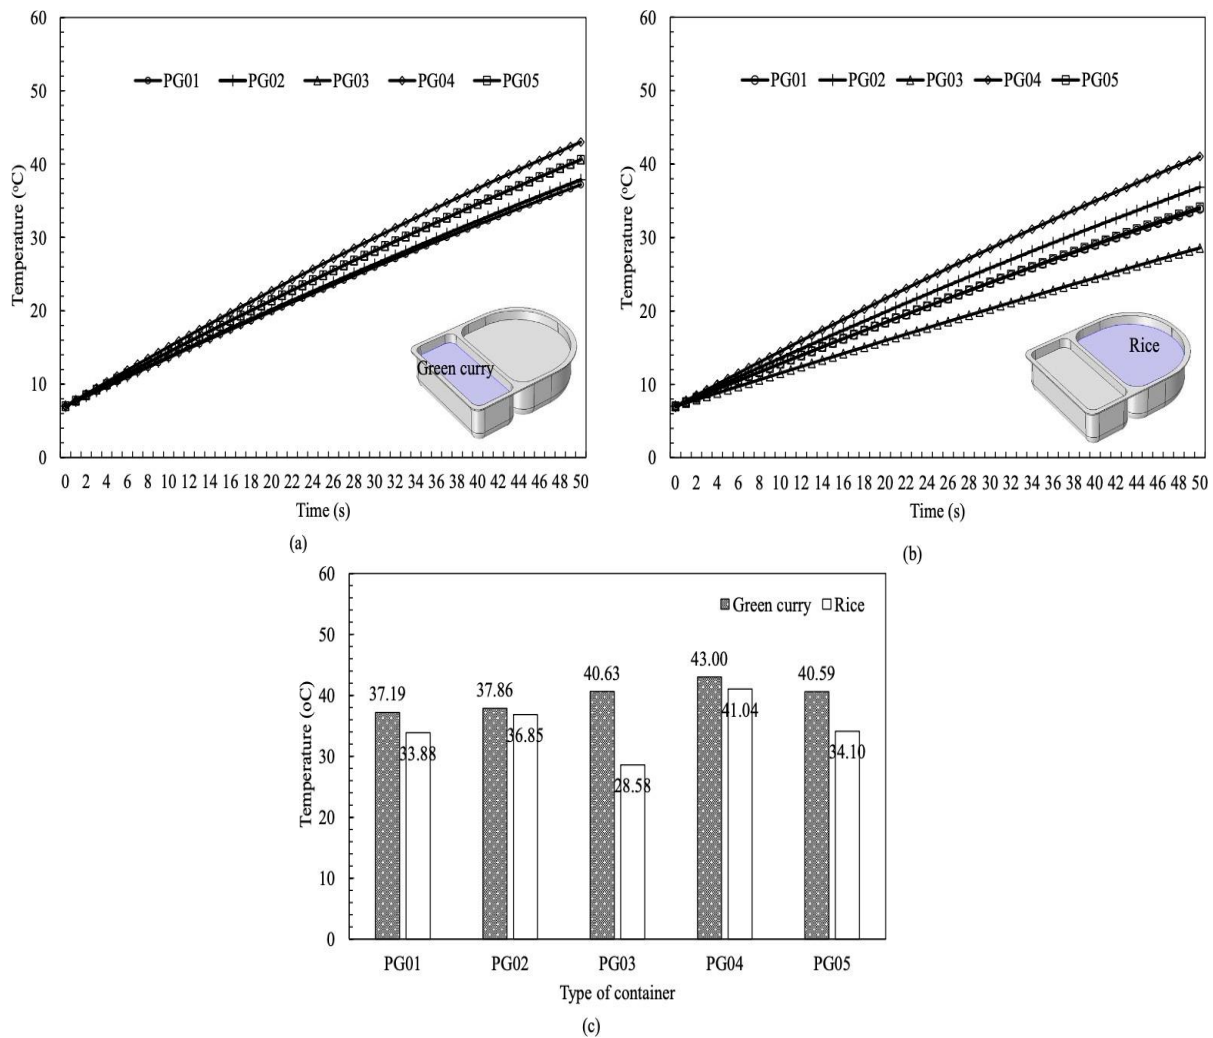 60
50
40
30
20
10
0
Temperature (°C)
PG01 PG02 PG03 PG04 PG05
Green curry
0 2 4 6 8 10 12 14 16 18 20 22 24 26 28 30 32 34 36 38 40 42 44 46 48 50
Time (s)
(a)
60
50
40
30
20
10
0
Temperature (°C)
PG01 PG02 PG03 PG04 PG05
Rice
0 2 4 6 8 10 12 14 16 18 20 22 24 26 28 30 32 34 36 38 40 42 44 46 48 50
Time (s)
(b)
60
50
40
30
20
10
0
Temperature (oC)
Green curry Rice
37.19 37.86 40.63 43.00 40.59
33.88 36.85 28.58 41.04 34.10
PG01 PG02 PG03 PG04 PG05
Type of container
(c)